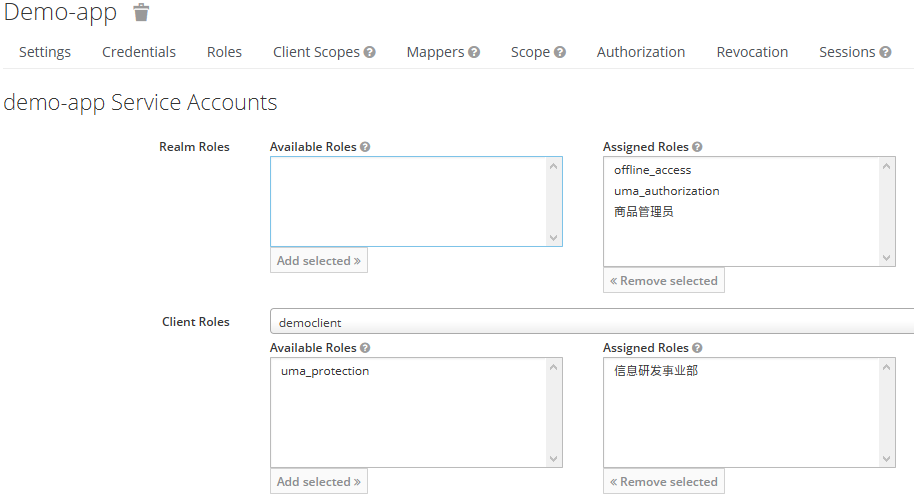 Demo-app
Settings Credentials Roles Client Scopes Mappers Scope Authorization Revocation Sessions
demo-app Service Accounts
Realm Roles Available Roles Assigned Roles
offline_access
uma_authorization
商品管理员
Add selected »
« Remove selected
Client Roles democlient
Available Roles Assigned Roles
uma_protection 信息研发事业部
Add selected » « Remove selected